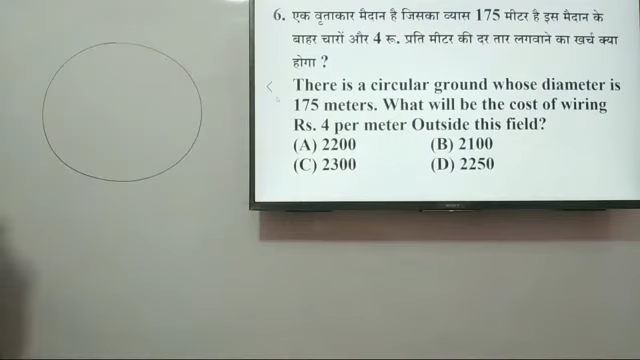 6. एक वृताकार मैदान है जिसका व्यास 175 मीटर है इस मैदान के
बाहर चारों और 4 रू. प्रति मीटर की दर तार लगवाने का खर्च क्या
होगा ?
There is a circular ground whose diameter is
175 meters. What will be the cost of wiring
Rs. 4 per meter Outside this field?
(A) 2200 (B) 2100
(C) 2300 (D) 2250